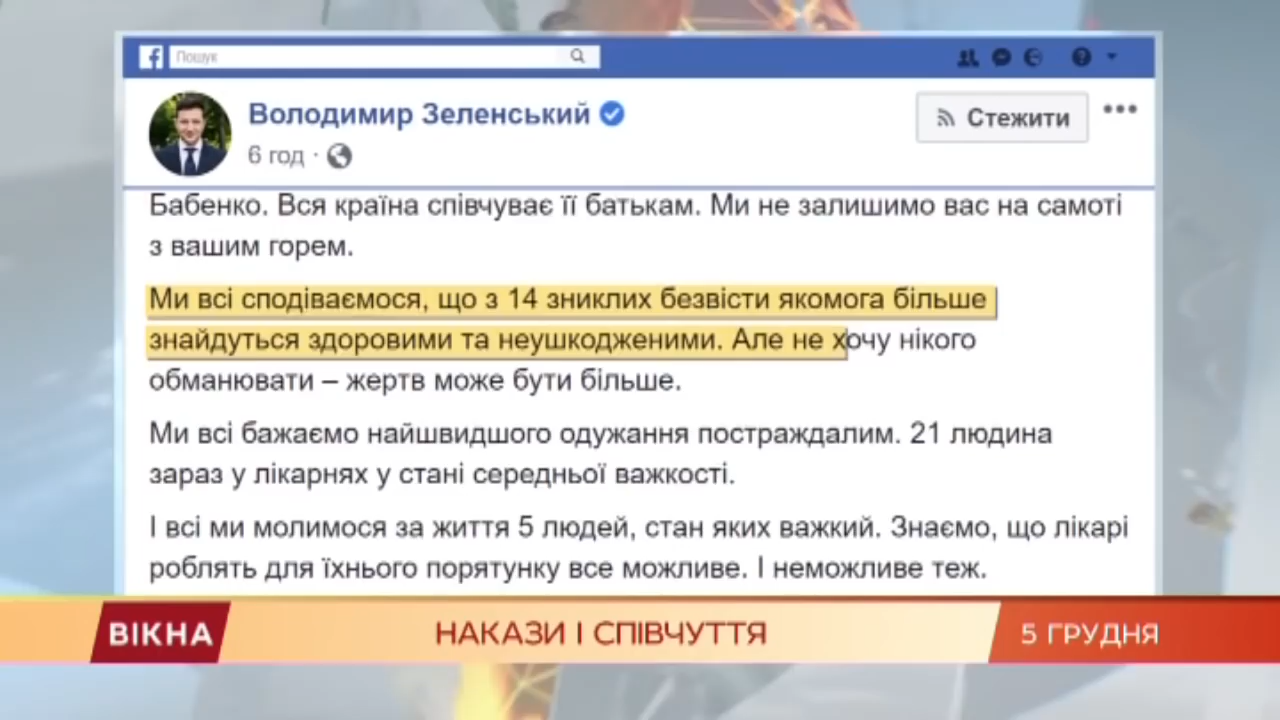 Пошук
Володимир Зеленський
6 год ·
Стежити
Бабенко. Вся країна співчуває її батькам. Ми не залишимо вас на самоті
з вашим горем.
Ми всі сподіваємося, що з 14 зниклих безвісти якомога більше
знайдуться здоровими та неушкодженими. Але не хочу нікого
обманювати – жертв може бути більше.
Ми всі бажаємо найшвидшого одужання постраждалим. 21 людина
зараз у лікарнях у стані середньої важкості.
І всі ми молимося за життя 5 людей, стан яких важкий. Знаємо, що лікарі
роблять для їхнього порятунку все можливе. І неможливе теж.
ВІКНА
НАКАЗИ І СПІВЧУТТЯ
5 ГРУДНЯ